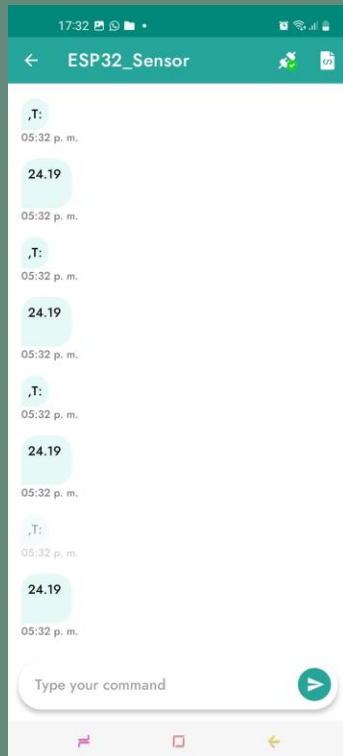 17:32
ESP32_Sensor
,T:
05:32 p. m.
24.19
05:32 p. m.
,T:
05:32 p. m.
24.19
05:32 p. m.
,T:
05:32 p. m.
24.19
05:32 p. m.
,T:
05:32 p. m.
24.19
05:32 p. m.
Type your command